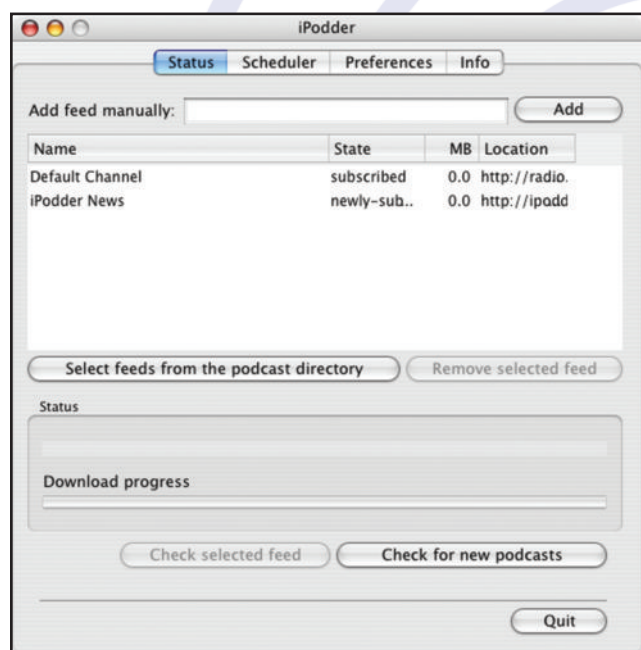 iPodder
Status Scheduler Preferences Info
Add feed manually: Add
Name State MB Location
Default Channel subscribed 0.0 http://radio.
iPodder News newly-sub.. 0.0 http://ipodd
Select feeds from the podcast directory Remove selected feed
Status
Download progress
Check selected feed Check for new podcasts
Quit